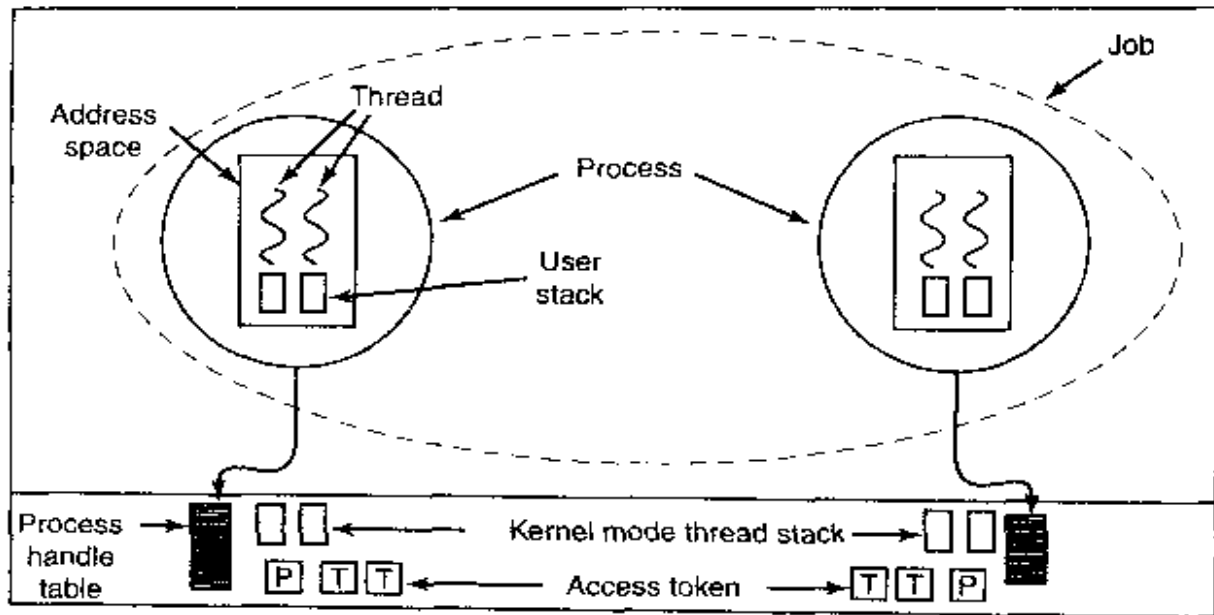 Job
Thread
Address
space
Process
User
stack
Process
handle
table
Kernel mode thread stack
P T T
Access token
T T P